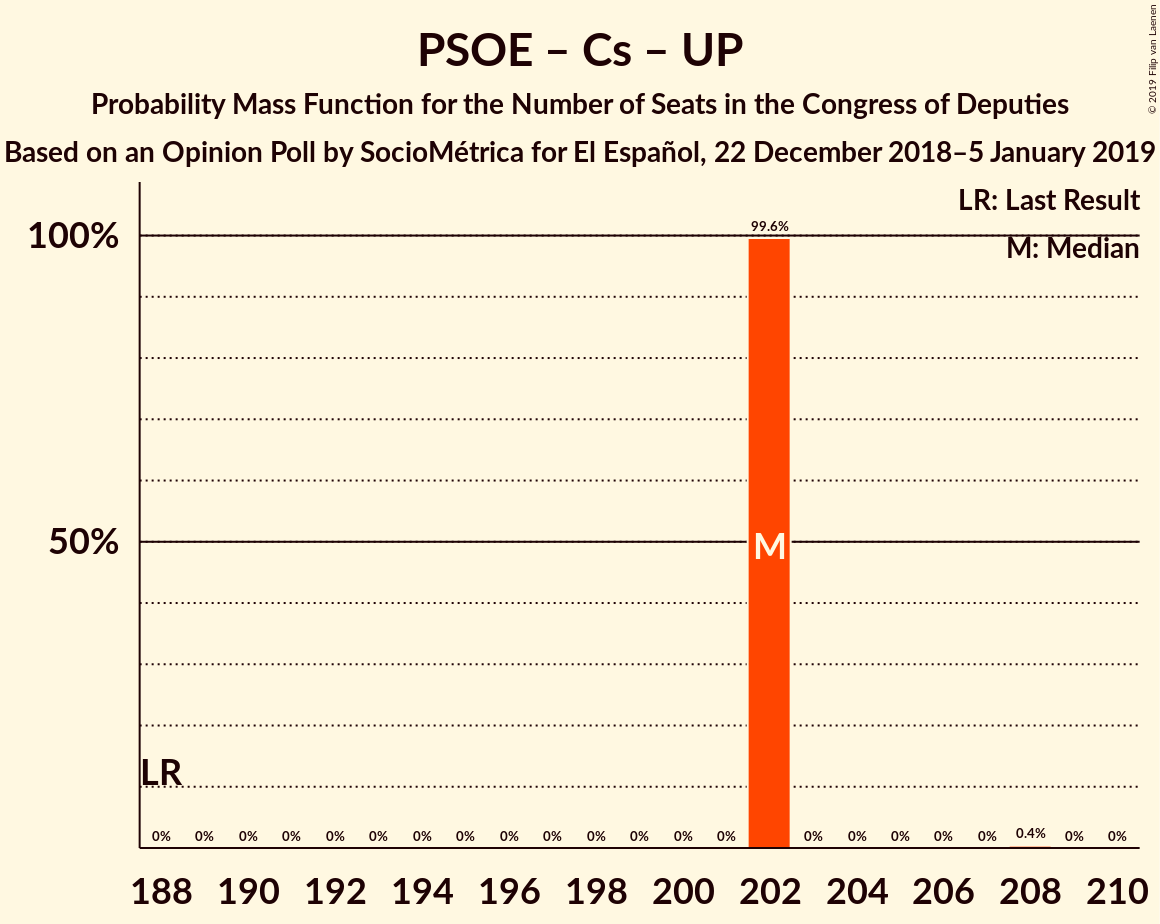 PSOE – Cs – UP
Probability Mass Function for the Number of Seats in the Congress of Deputies
Based on an Opinion Poll by SocioMétrica for El Español, 22 December 2018–5 January 2019
© 2019 Filip van Laenen
LR: Last Result
M: Median
100%
50%
99.6%
M
LR
0% 0% 0% 0% 0% 0% 0% 0% 0% 0% 0% 0% 0% 0% 0% 0% 0% 0% 0% 0.4% 0% 0%
188 190 192 194 196 198 200 202 204 206 208 210